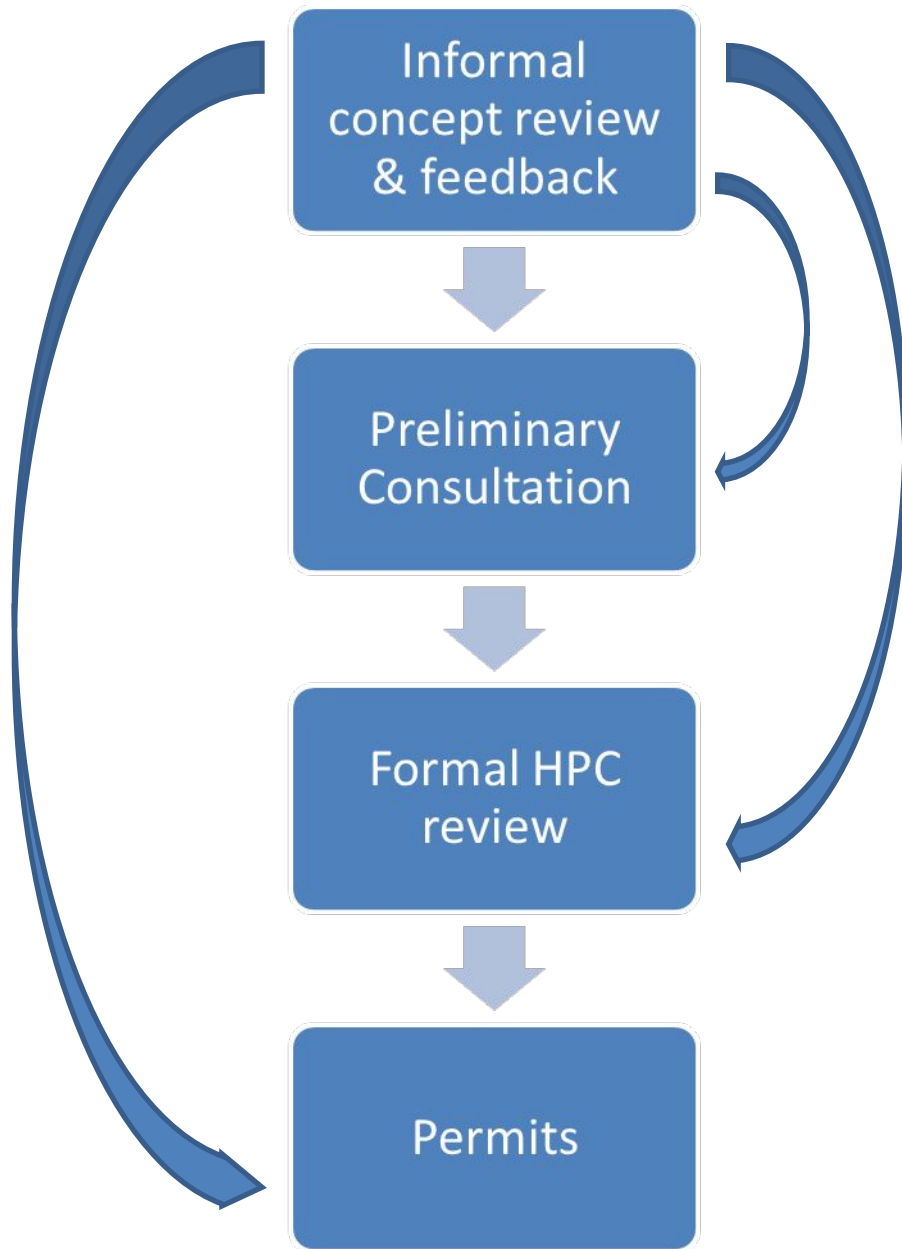 Informal
concept review
& feedback
Preliminary
Consultation
Formal HPC
review
Permits